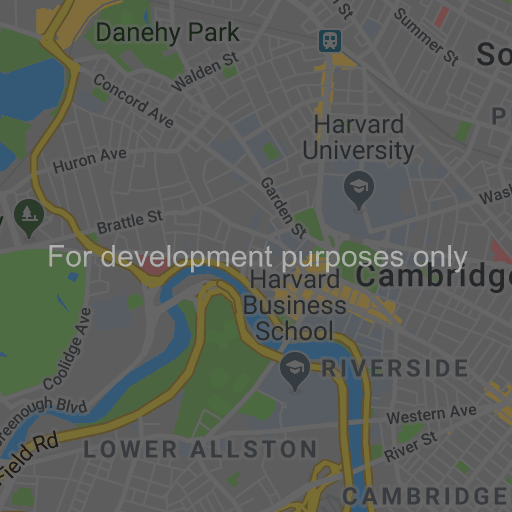 Danehy Park
Summer St
Walden St
So
Concord Ave
P
Harvard
University
Huron Ave
Garden St
Brattle St
For development purposes only
Cambridge
Harvard
Business
School
Coolidge Ave
RIVERSIDE
Greenough Blvd
Western Ave
River St
Field Rd
LOWER ALLSTON
CAMBRIDGE